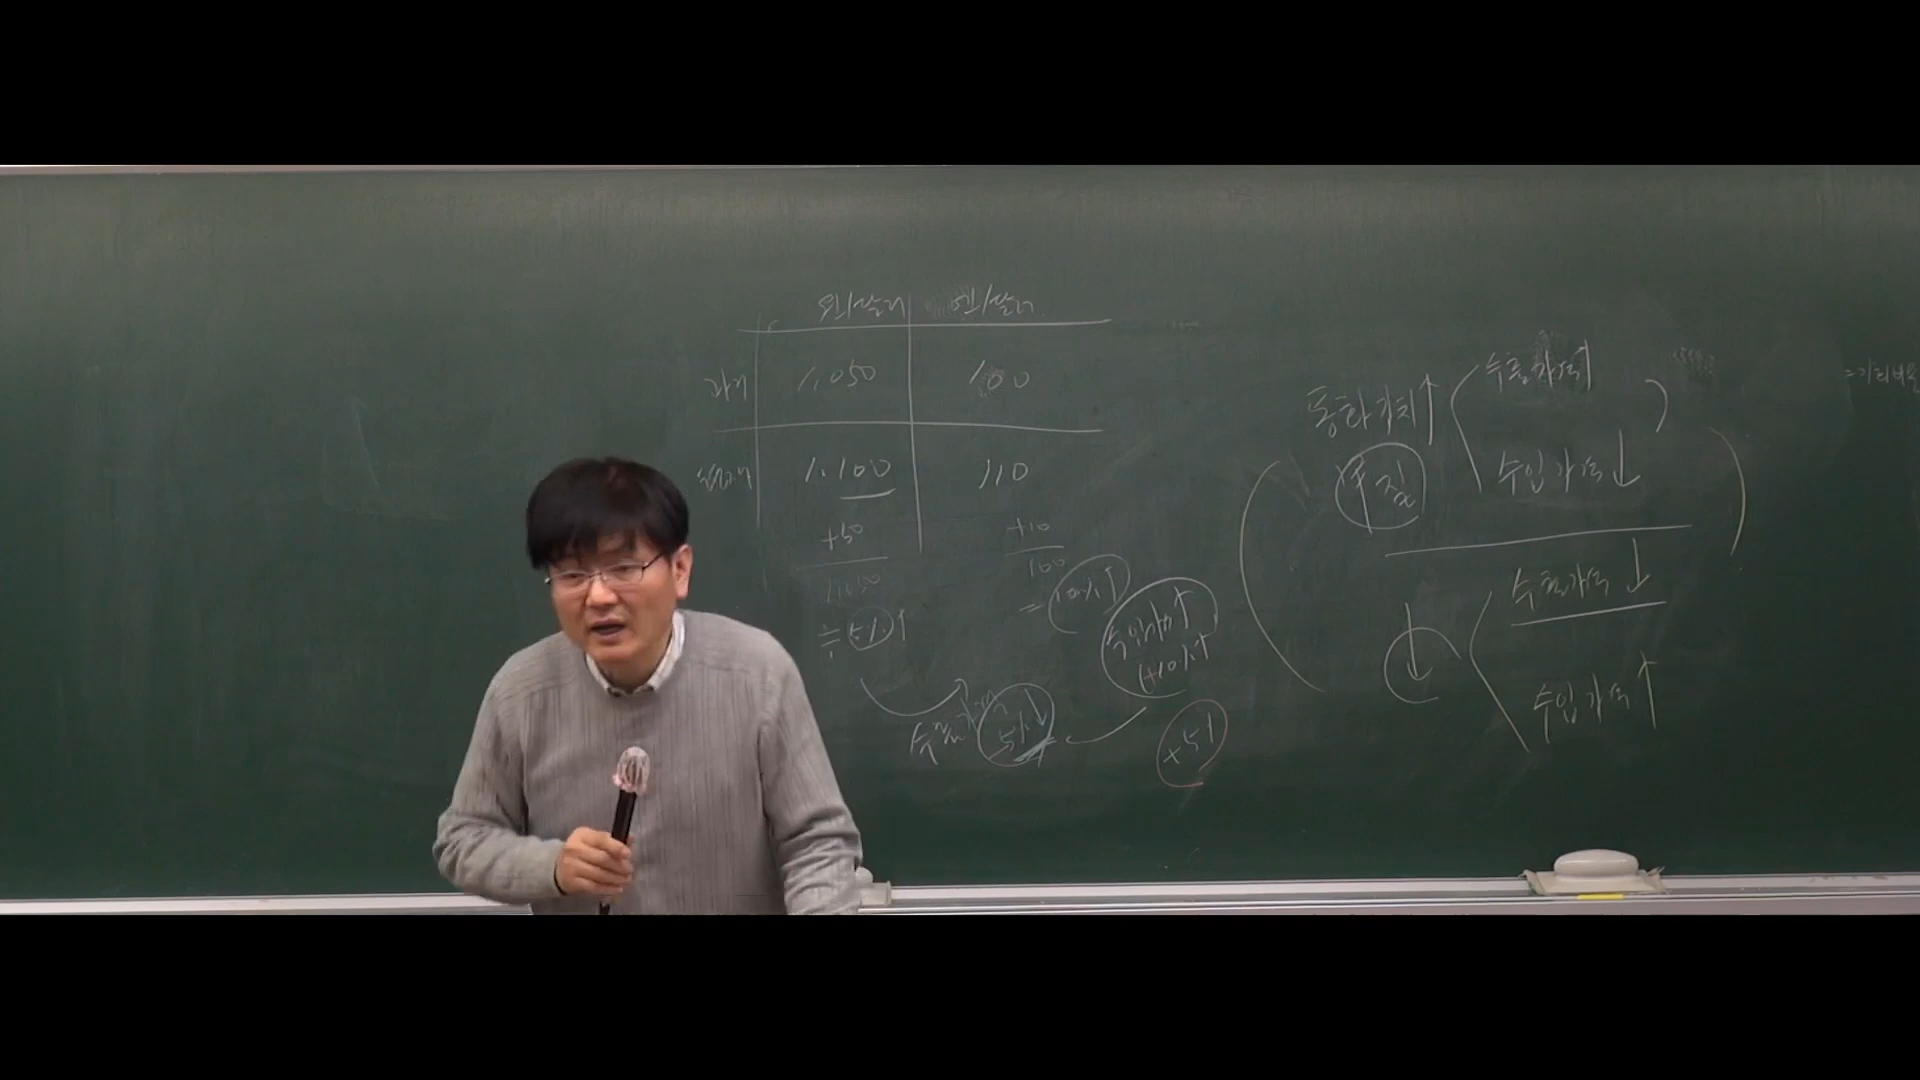 원/달러 엔/달러
과거 1,050 100
현재 1,100 110
+50
1,050
≒ 5% ↑
+10
100
= 10% ↑
수입가격 ↑
(+10% ↑
수출가격 5% ↓
+5%
통화가치 ↑
수출가격 ↑
수입가격 ↓
질
수출가격 ↓
↓
수입가격 ↑